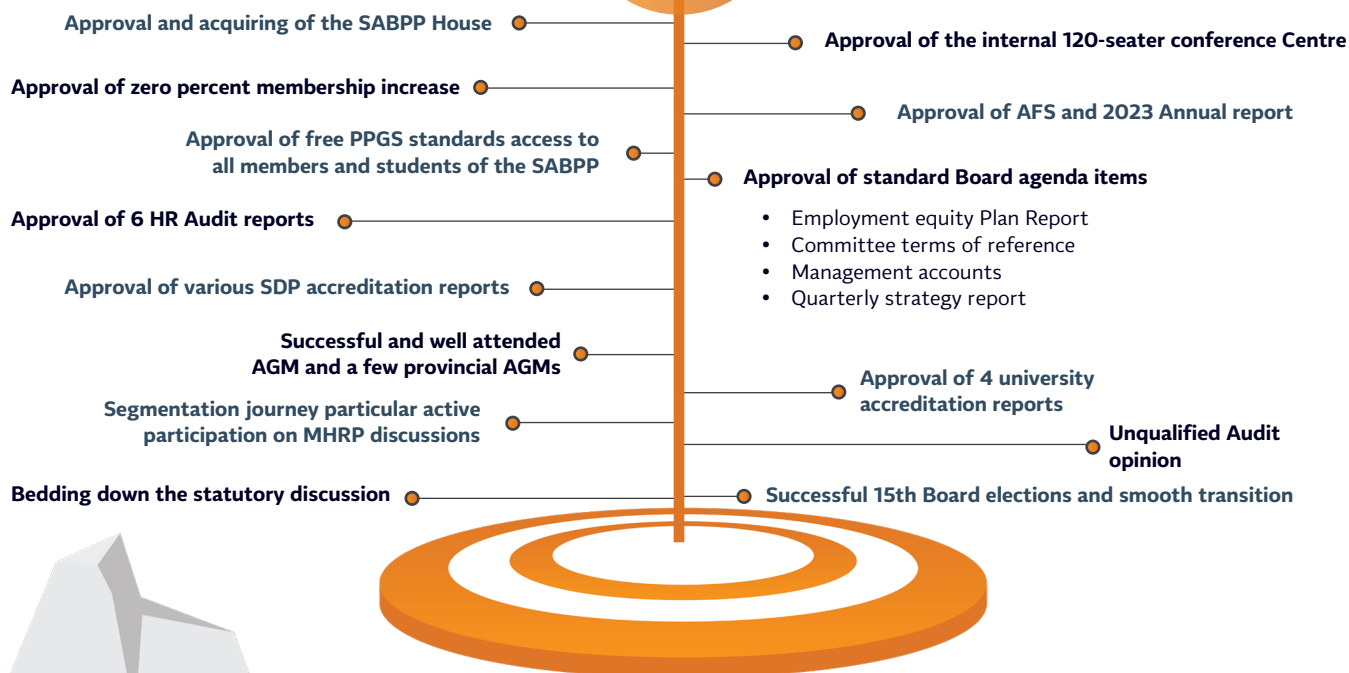 Approval and acquiring of the SABPP House
Approval of zero percent membership increase
Approval of free PPGS standards access to
all members and students of the SABPP
Approval of 6 HR Audit reports
Approval of various SDP accreditation reports
Successful and well attended
AGM and a few provincial AGMs
Segmentation journey particular active
participation on MHRP discussions
Bedding down the statutory discussion
Approval of the internal 120-seater conference Centre
Approval of AFS and 2023 Annual report
Approval of standard Board agenda items
• Employment equity Plan Report
• Committee terms of reference
• Management accounts
• Quarterly strategy report
Approval of 4 university
accreditation reports
Unqualified Audit
opinion
Successful 15th Board elections and smooth transition